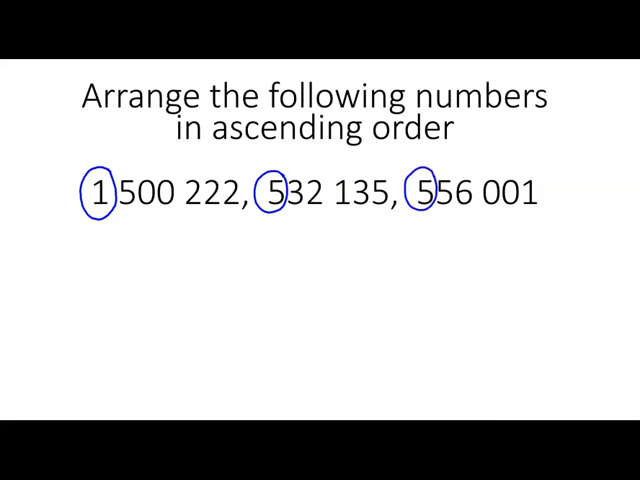 Arrange the following numbers
in ascending order
1 500 222, 532 135, 556 001